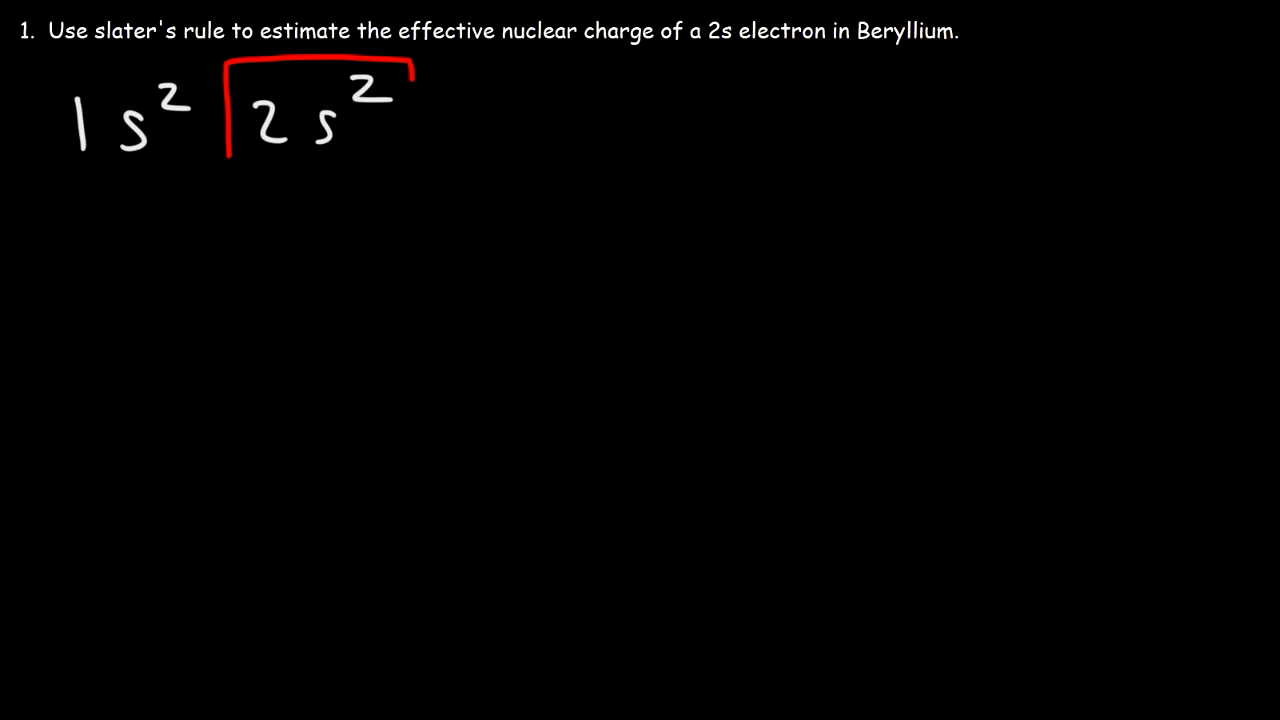 1. Use slater's rule to estimate the effective nuclear charge of a 2s electron in Beryllium.
1s² 2s²